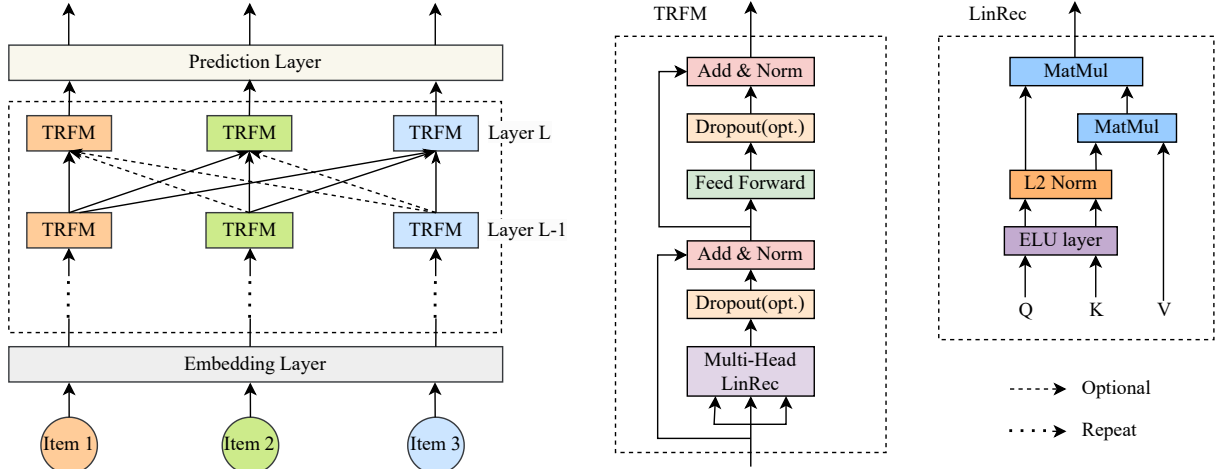 Prediction Layer
TRFM
TRFM
TRFM
Layer L
TRFM
TRFM
TRFM
Layer L-1
Embedding Layer
Item 1
Item 2
Item 3
TRFM
Add & Norm
Dropout(opt.)
Feed Forward
Add & Norm
Dropout(opt.)
Multi-Head
LinRec
LinRec
MatMul
MatMul
L2 Norm
ELU layer
Q
K
V
Optional
Repeat